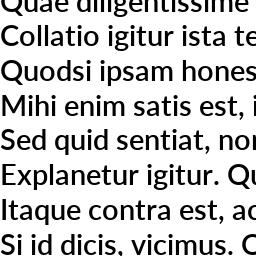 Quae diligentissime
Collatio igitur ista te
Quodsi ipsam hones
Mihi enim satis est, i
Sed quid sentiat, nor
Explanetur igitur. Qu
Itaque contra est, ac
Si id dicis, vicimus. Q